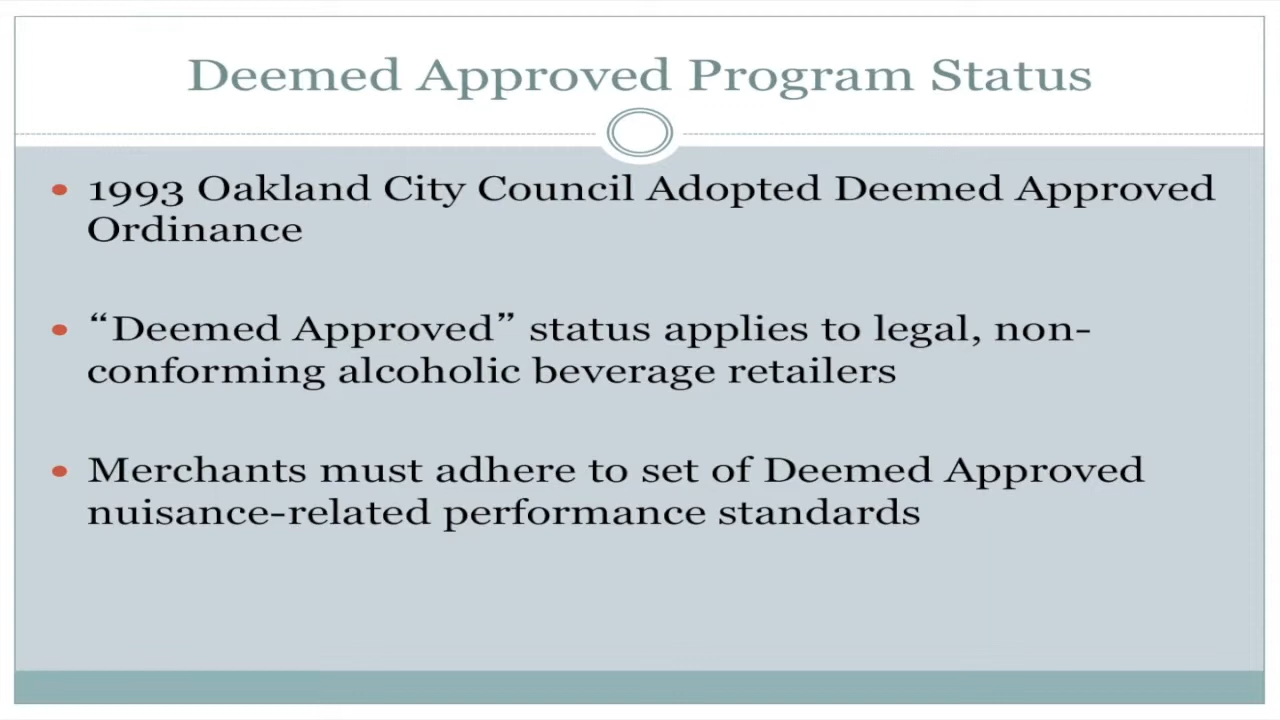 Deemed Approved Program Status
• 1993 Oakland City Council Adopted Deemed Approved
Ordinance
• “Deemed Approved” status applies to legal, non-
conforming alcoholic beverage retailers
• Merchants must adhere to set of Deemed Approved
nuisance-related performance standards